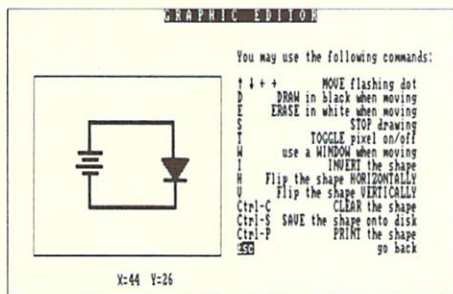 GRAPHIC EDITOR
You may use the following commands:
↑ ↓ ← → MOVE flashing dot
D DRAW in black when moving
E ERASE in white when moving
S STOP drawing
T TOGGLE pixel on/off
W use a WINDOW when moving
I INVERT the shape
H Flip the shape HORIZONTALLY
V Flip the shape VERTICALLY
Ctrl-C CLEAR the shape
Ctrl-S SAVE the shape onto disk
Ctrl-P PRINT the shape
ESC go back
X=44 Y=26